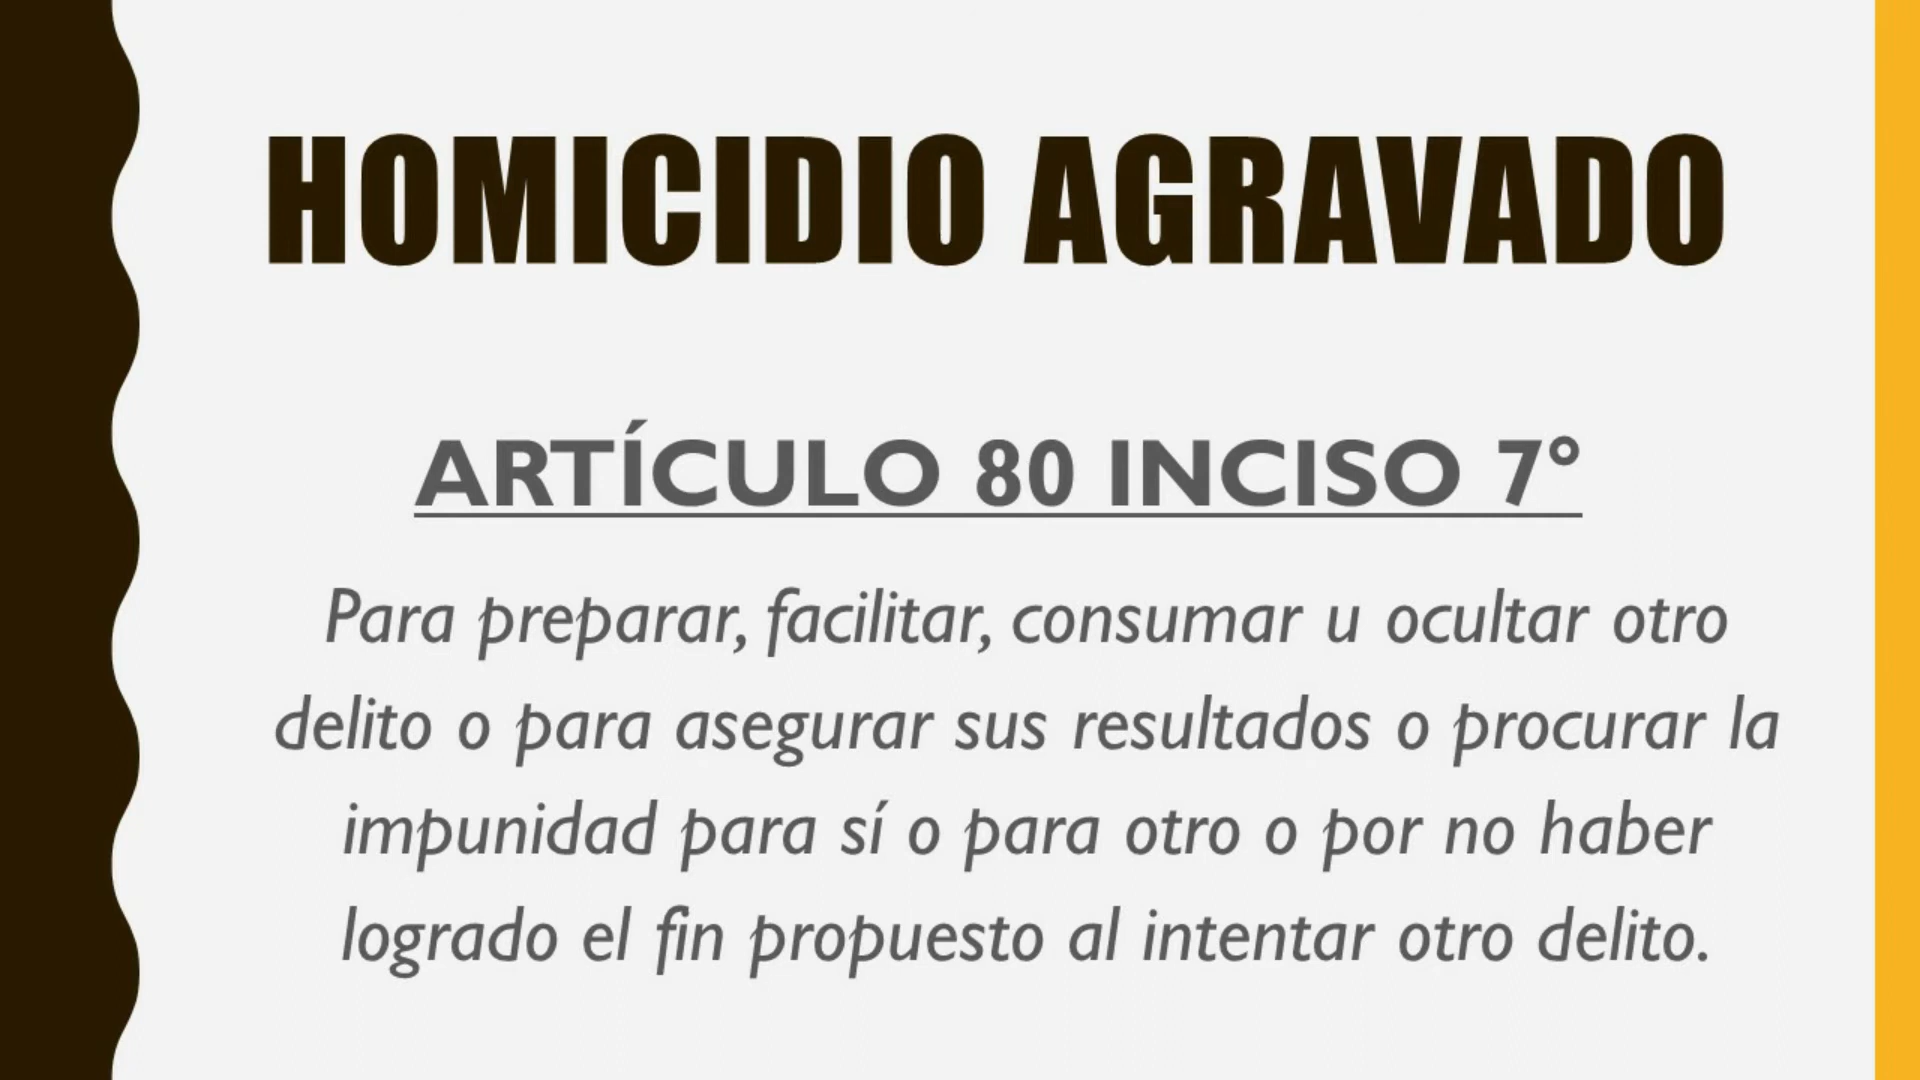 HOMICIDIO AGRAVADO
ARTÍCULO 80 INCISO 7°
Para preparar, facilitar, consumar u ocultar otro
delito o para asegurar sus resultados o procurar la
impunidad para sí o para otro o por no haber
logrado el fin propuesto al intentar otro delito.